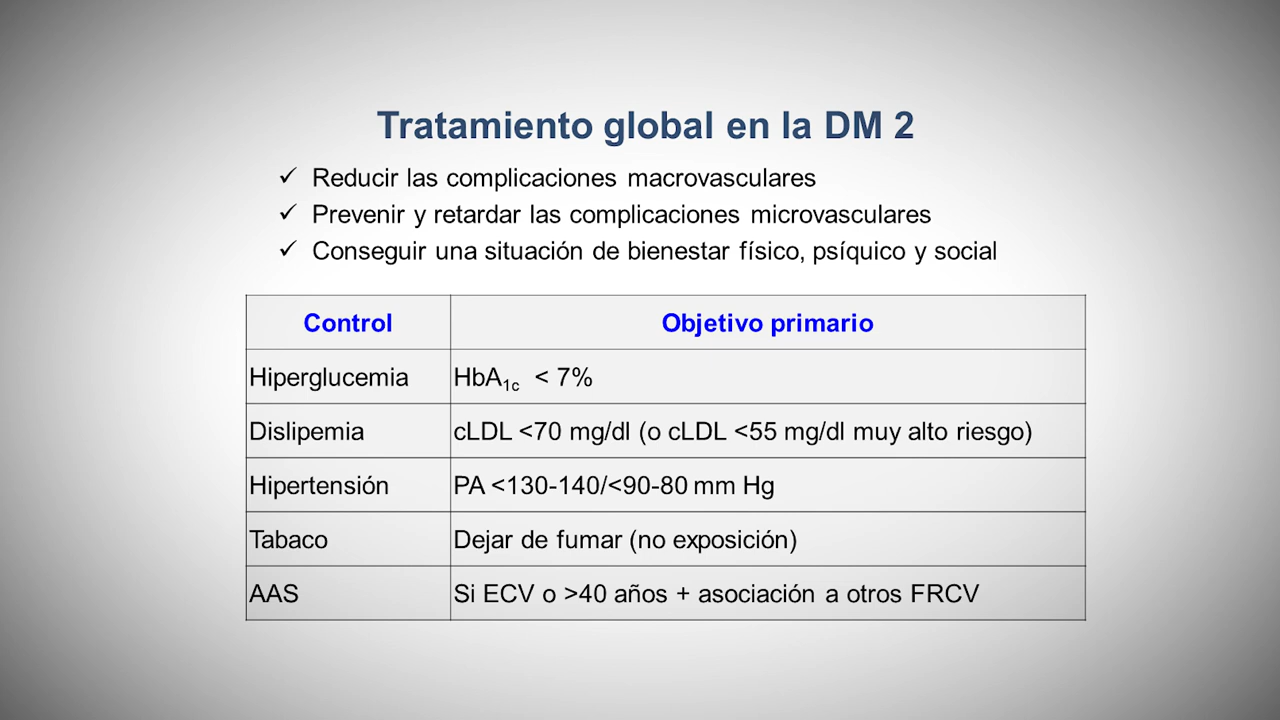 Tratamiento global en la DM 2
✓ Reducir las complicaciones macrovasculares
✓ Prevenir y retardar las complicaciones microvasculares
✓ Conseguir una situación de bienestar físico, psíquico y social
Control Objetivo primario
Hiperglucemia HbA1c < 7%
Dislipemia cLDL <70 mg/dl (o cLDL <55 mg/dl muy alto riesgo)
Hipertensión PA <130-140/<90-80 mm Hg
Tabaco Dejar de fumar (no exposición)
AAS Si ECV o >40 años + asociación a otros FRCV